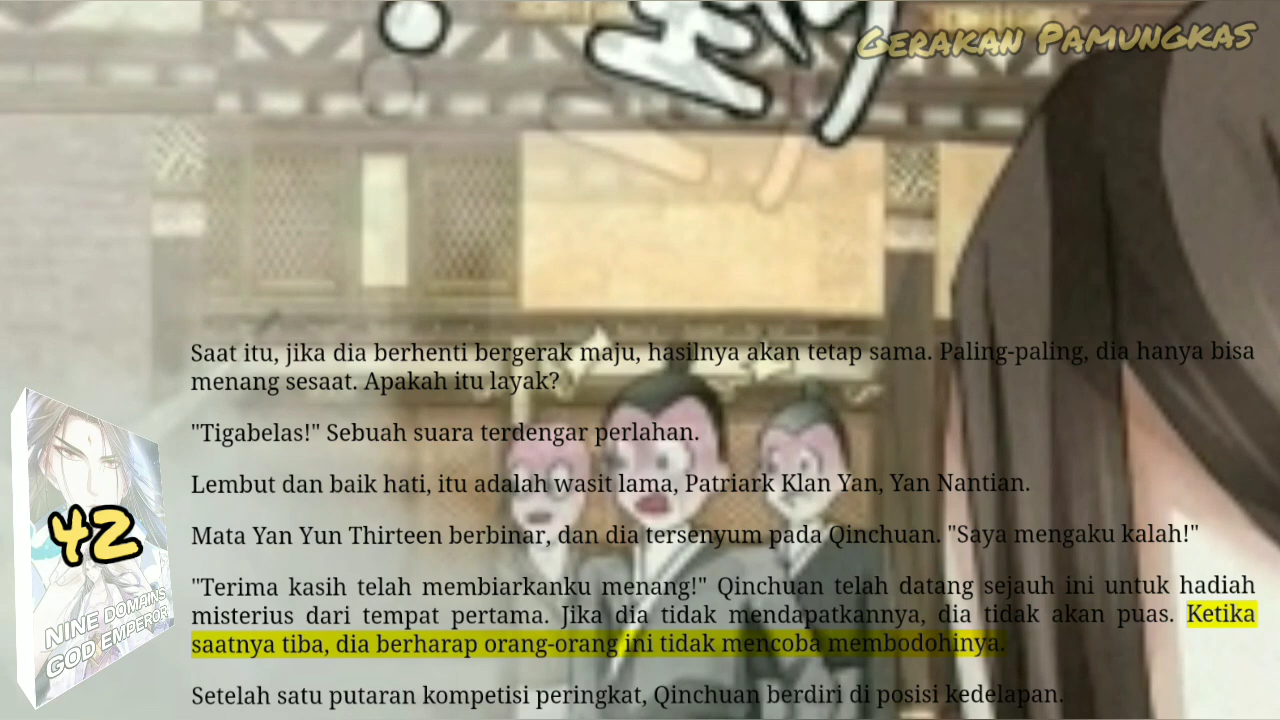 Gerakan Pamungkas
Saat itu, jika dia berhenti bergerak maju, hasilnya akan tetap sama. Paling-paling, dia hanya bisa
menang sesaat. Apakah itu layak?
"Tigabelas!" Sebuah suara terdengar perlahan.
Lembut dan baik hati, itu adalah wasit lama, Patriark Klan Yan, Yan Nantian.
Mata Yan Yun Thirteen berbinar, dan dia tersenyum pada Qinchuan. "Saya mengaku kalah!"
"Terima kasih telah membiarkanku menang!" Qinchuan telah datang sejauh ini untuk hadiah
misterius dari tempat pertama. Jika dia tidak mendapatkannya, dia tidak akan puas. Ketika
saatnya tiba, dia berharap orang-orang ini tidak mencoba membodohinya.
Setelah satu putaran kompetisi peringkat, Qinchuan berdiri di posisi kedelapan.
42
NINE DOMAINS
GOD EMPEROR